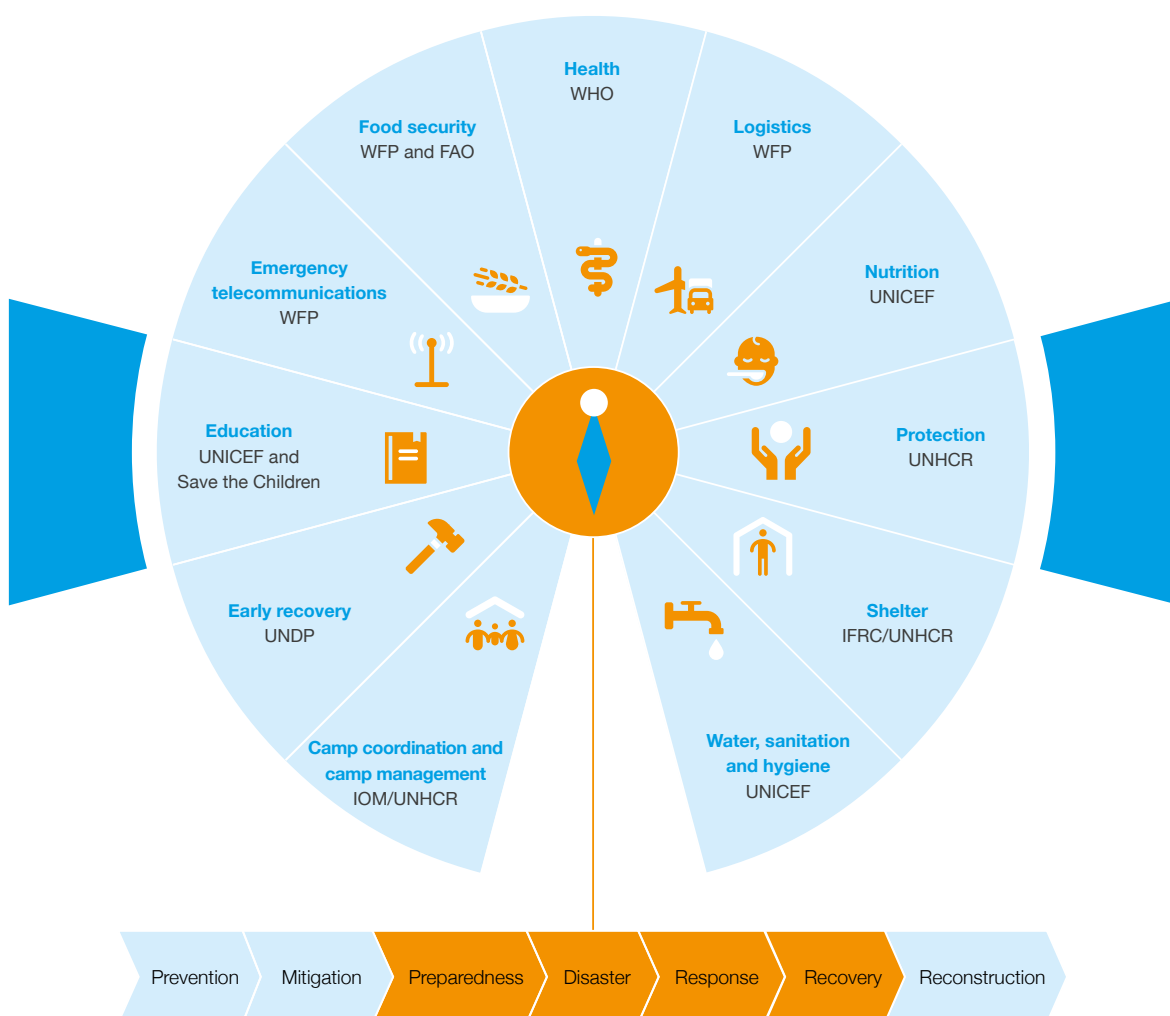 Health
WHO
Logistics
WFP
Nutrition
UNICEF
Protection
UNHCR
Shelter
IFRC/UNHCR
Water, sanitation
and hygiene
UNICEF
Camp coordination and
camp management
IOM/UNHCR
Early recovery
UNDP
Education
UNICEF and
Save the Children
Emergency
telecommunications
WFP
Food security
WFP and FAO
Prevention
Mitigation
Preparedness
Disaster
Response
Recovery
Reconstruction